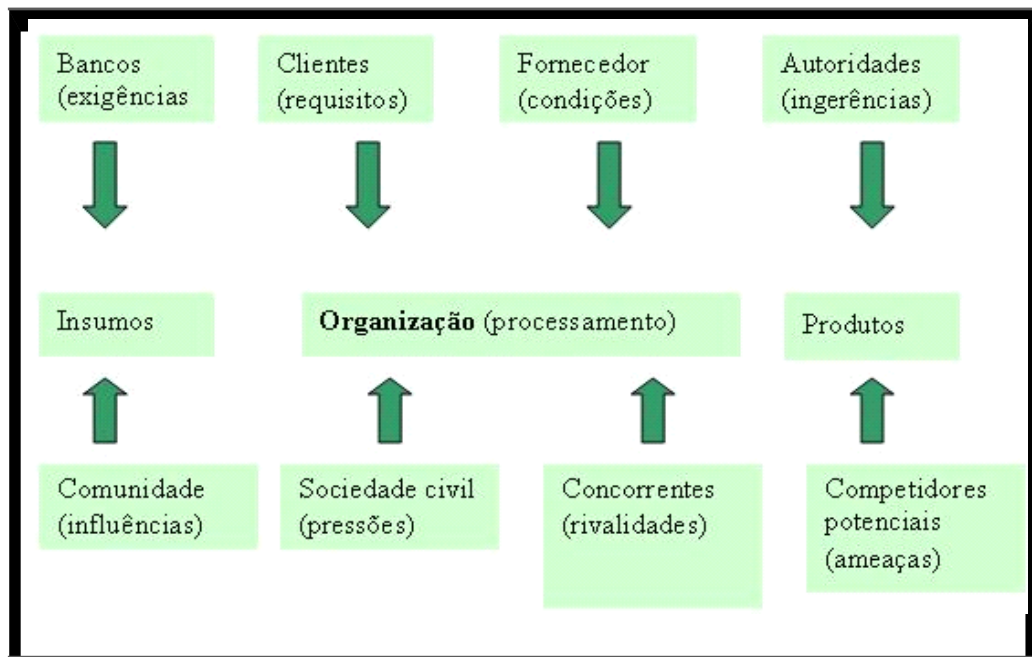 Bancos
(exigências
Clientes
(requisitos)
Fornecedor
(condições)
Autoridades
(ingerências)
Insumos
Organização (processamento)
Produtos
Comunidade
(influências)
Sociedade civil
(pressões)
Concorrentes
(rivalidades)
Competidores
potenciais
(ameaças)